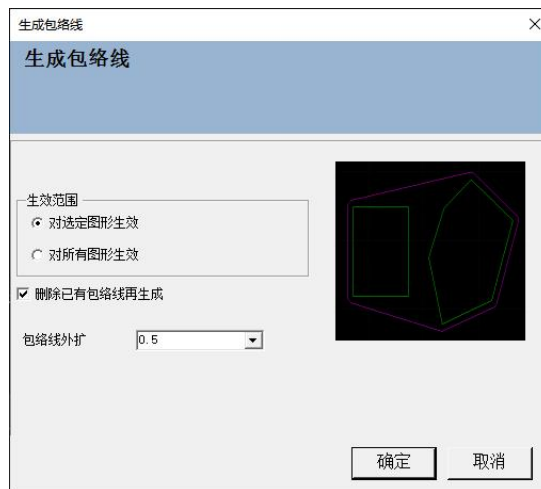 生成包络线
生成包络线
生效范围
对选定图形生效
对所有图形生效
删除已有包络线再生成
包络线外扩 0.5
确定 取消